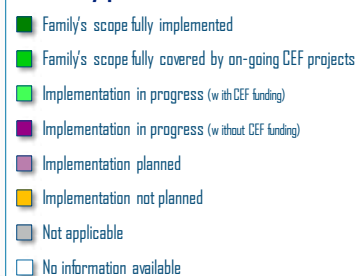 Family's scope fully implemented
Family's scope fully covered by on-going CEF projects
Implementation in progress (with CEF funding)
Implementation in progress (without CEF funding)
Implementation planned
Implementation not planned
Not applicable
No information available